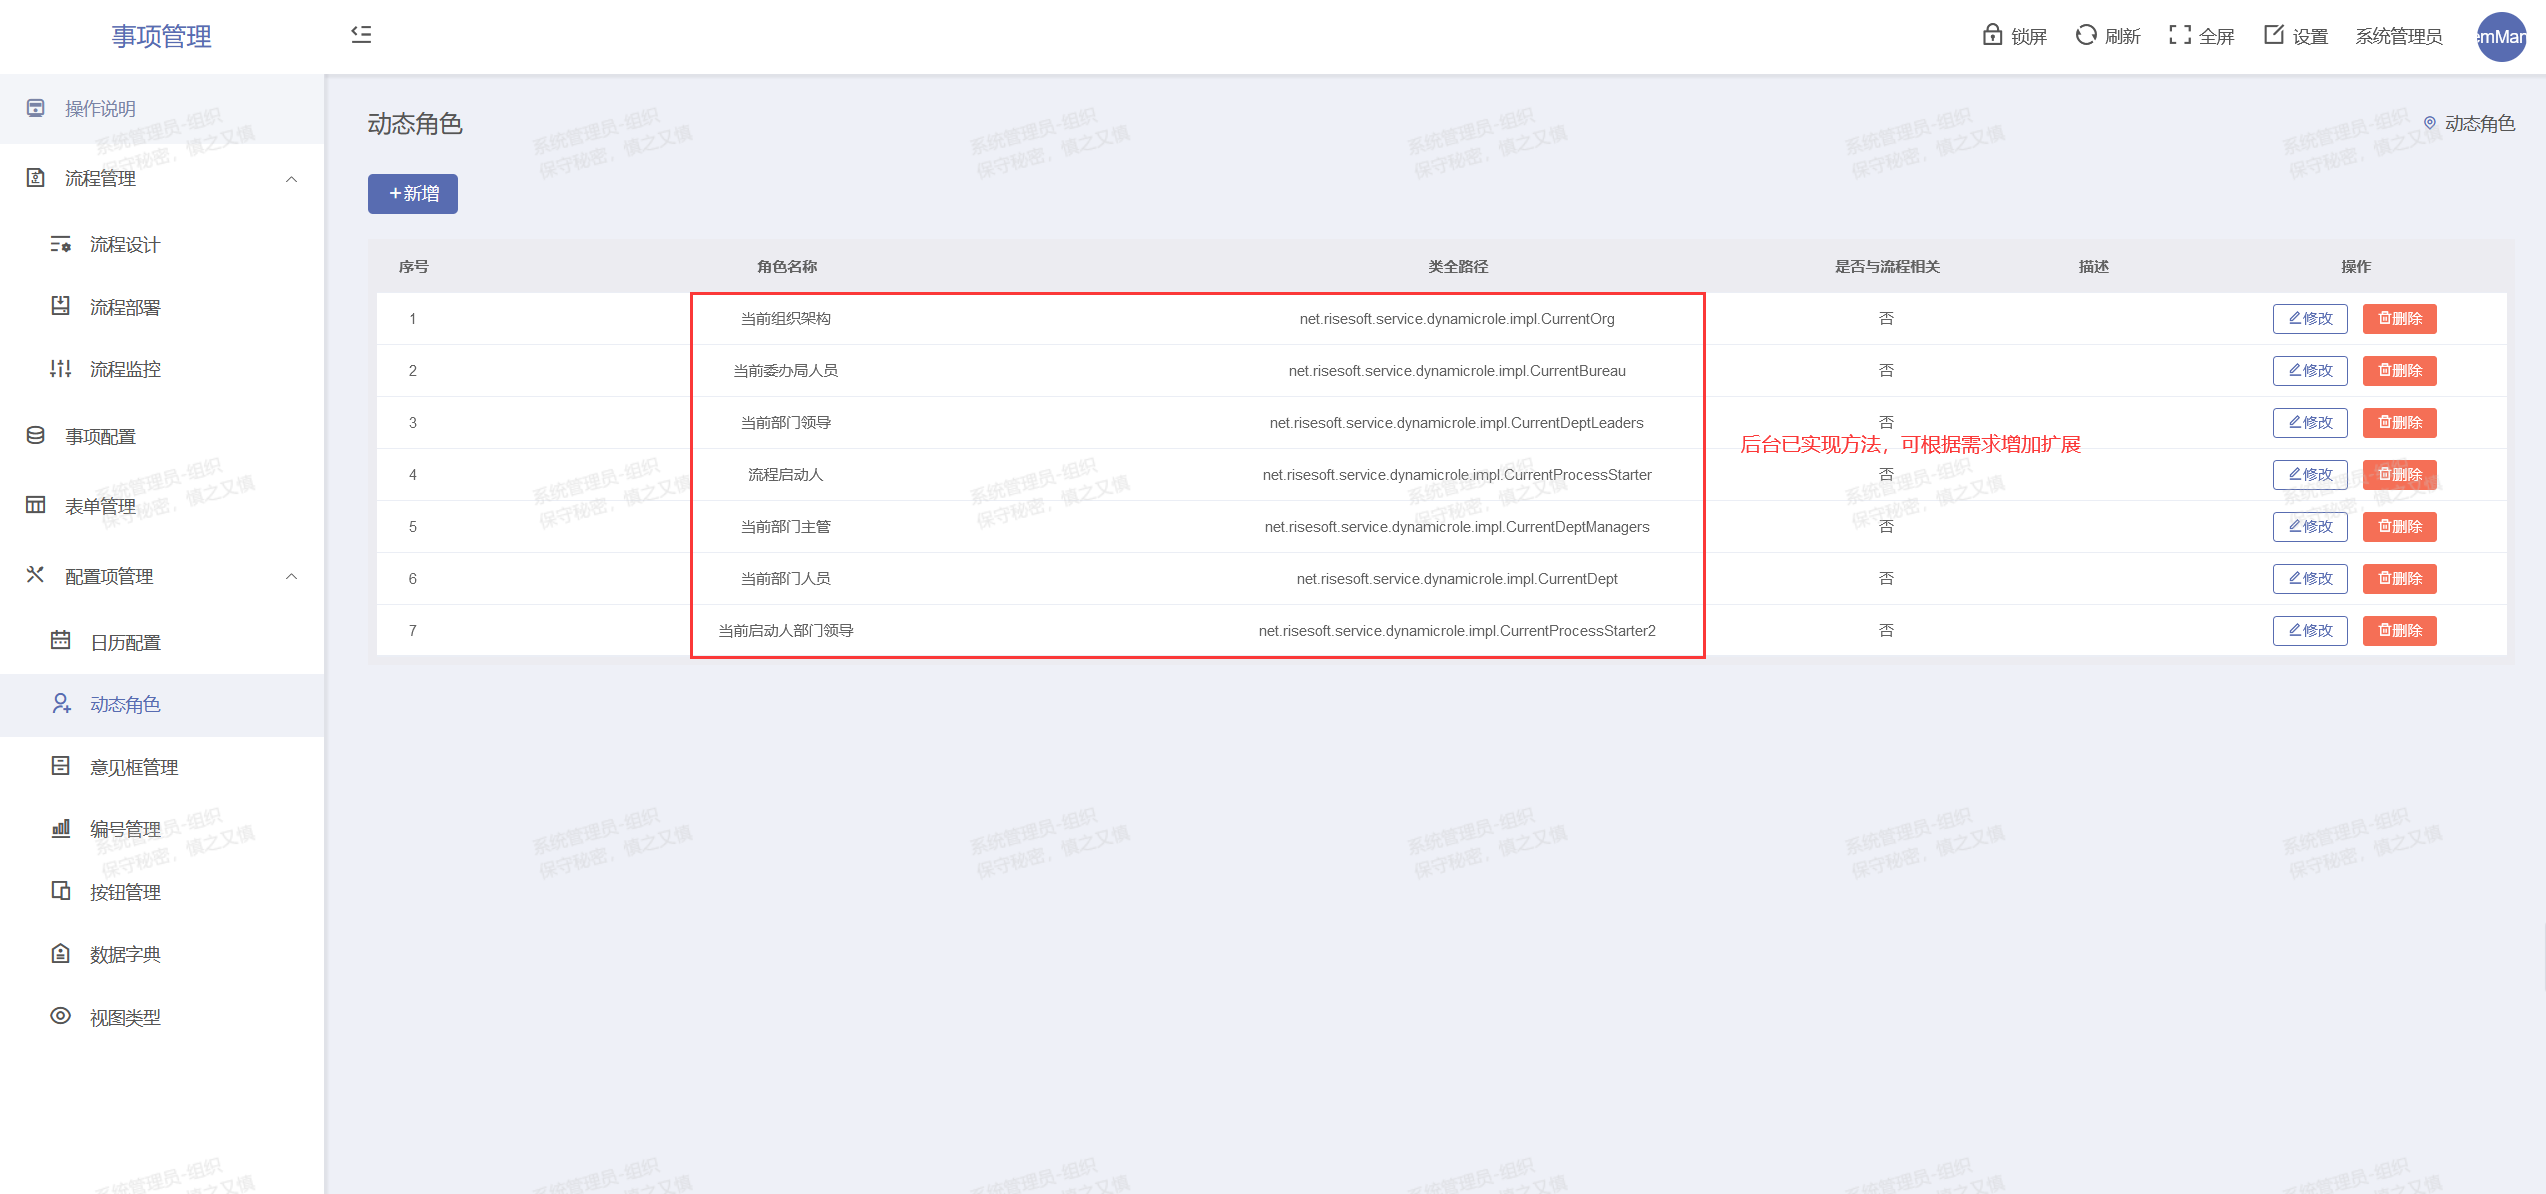 事项管理
锁屏 刷新 全屏 设置 系统管理员 emMan
操作说明
流程管理
流程设计
流程部署
流程监控
事项配置
表单管理
配置项管理
日历配置
动态角色
意见框管理
编号管理
按钮管理
数据字典
视图类型
动态角色
动态角色
+新增
序号 角色名称 类全路径 是否与流程相关 描述 操作
1 当前组织架构 net.risesoft.service.dynamicrole.impl.CurrentOrg 否 修改 删除
2 当前委办局人员 net.risesoft.service.dynamicrole.impl.CurrentBureau 否 修改 删除
3 当前部门领导 net.risesoft.service.dynamicrole.impl.CurrentDeptLeaders 否 修改 删除
后台已实现方法，可根据需求增加扩展
4 流程启动人 net.risesoft.service.dynamicrole.impl.CurrentProcessStarter 否 修改 删除
5 当前部门主管 net.risesoft.service.dynamicrole.impl.CurrentDeptManagers 否 修改 删除
6 当前部门人员 net.risesoft.service.dynamicrole.impl.CurrentDept 否 修改 删除
7 当前启动人部门领导 net.risesoft.service.dynamicrole.impl.CurrentProcessStarter2 否 修改 删除
系统管理员-组织
保守秘密，慎之又慎